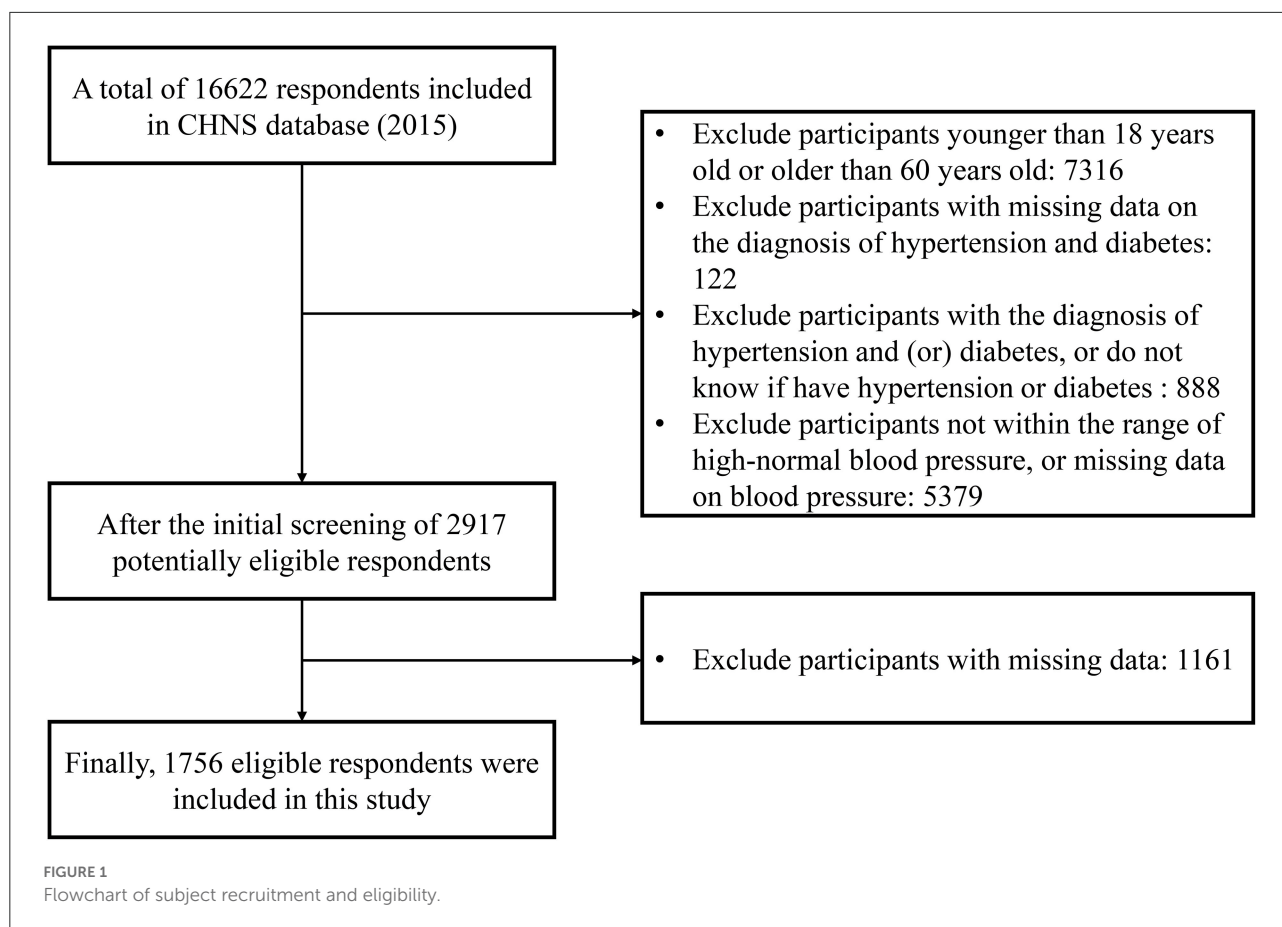 A total of 16622 respondents included
in CHNS database (2015)
• Exclude participants younger than 18 years
old or older than 60 years old: 7316
• Exclude participants with missing data on
the diagnosis of hypertension and diabetes:
122
• Exclude participants with the diagnosis of
hypertension and (or) diabetes, or do not
know if have hypertension or diabetes : 888
• Exclude participants not within the range of
high-normal blood pressure, or missing data
on blood pressure: 5379
After the initial screening of 2917
potentially eligible respondents
• Exclude participants with missing data: 1161
Finally, 1756 eligible respondents were
included in this study
FIGURE 1
Flowchart of subject recruitment and eligibility.